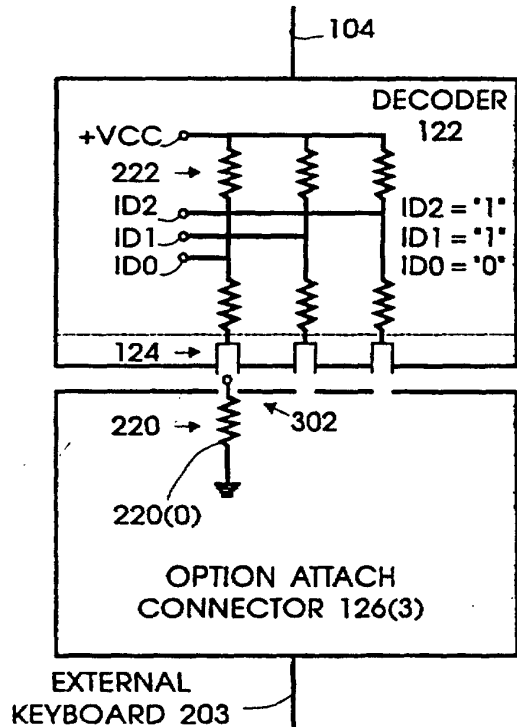 104
DECODER
122
+VCC
222
ID2
ID1
ID0
ID2 = "1"
ID1 = "1"
ID0 = "0"
124
220
302
220(0)
OPTION ATTACH
CONNECTOR 126(3)
EXTERNAL
KEYBOARD 203